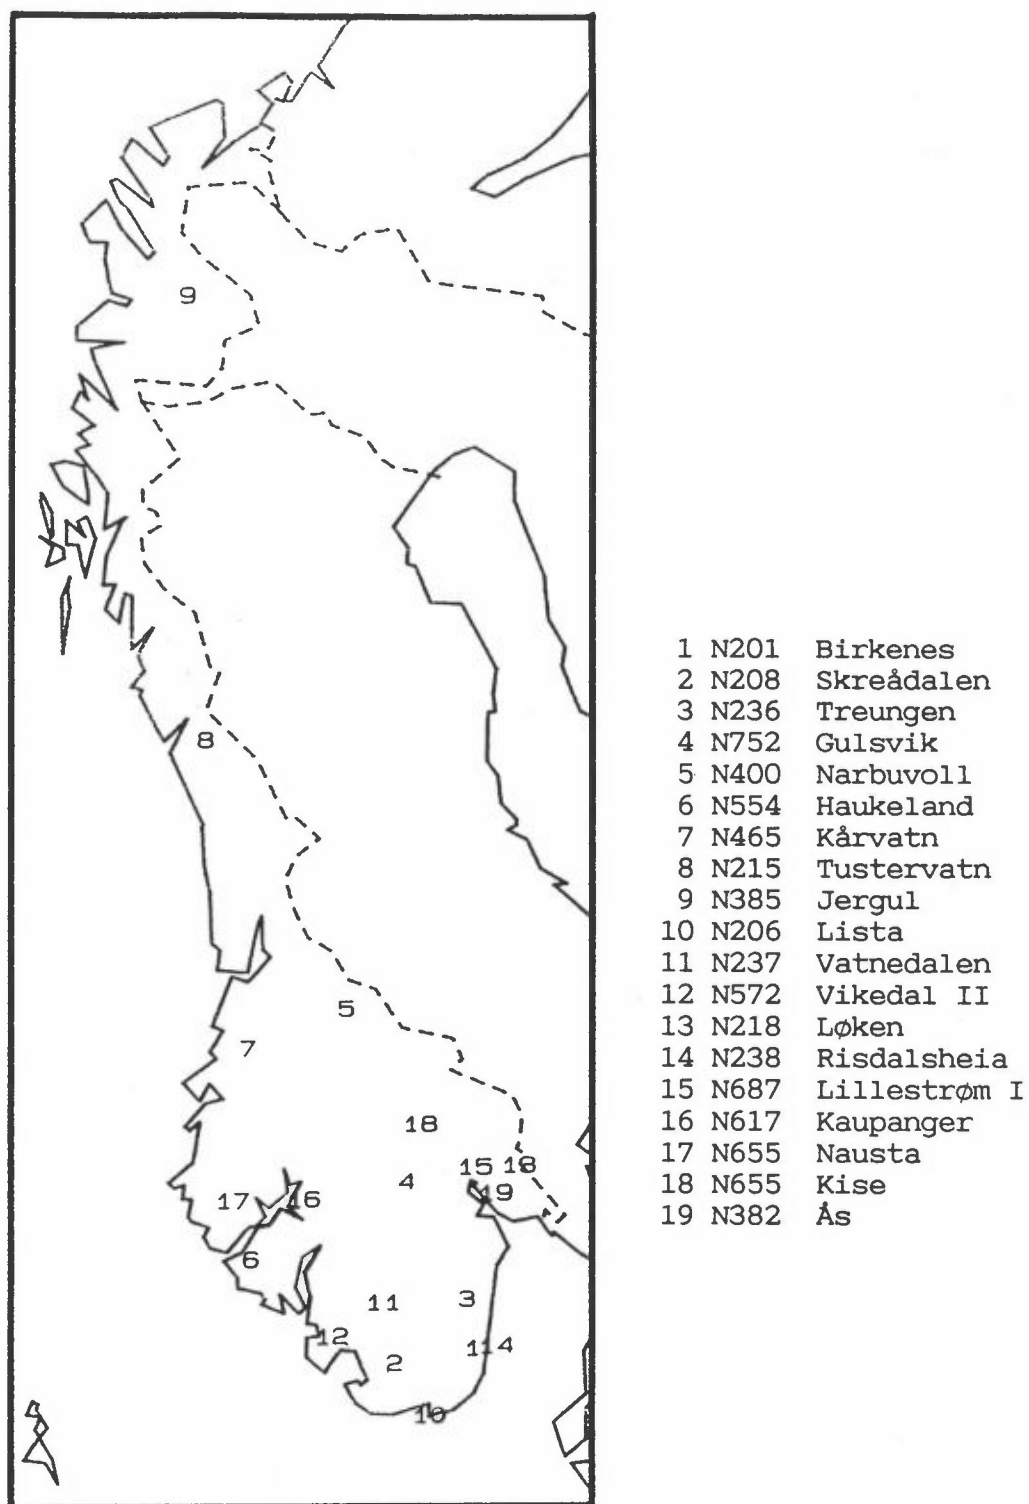 9
8
5
7
18
15 13
4
19
17 16
6
11 3
12
1 14
2
10
1 N201 Birkenes
2 N208 Skreådalen
3 N236 Treungen
4 N752 Gulsvik
5 N400 Narbuvoll
6 N554 Haukeland
7 N465 Kårvatn
8 N215 Tustervatn
9 N385 Jergul
10 N206 Lista
11 N237 Vatnedalen
12 N572 Vikedal II
13 N218 Løken
14 N238 Risdalsheia
15 N687 Lillestrøm I
16 N617 Kaupanger
17 N655 Nausta
18 N655 Kise
19 N382 Ås